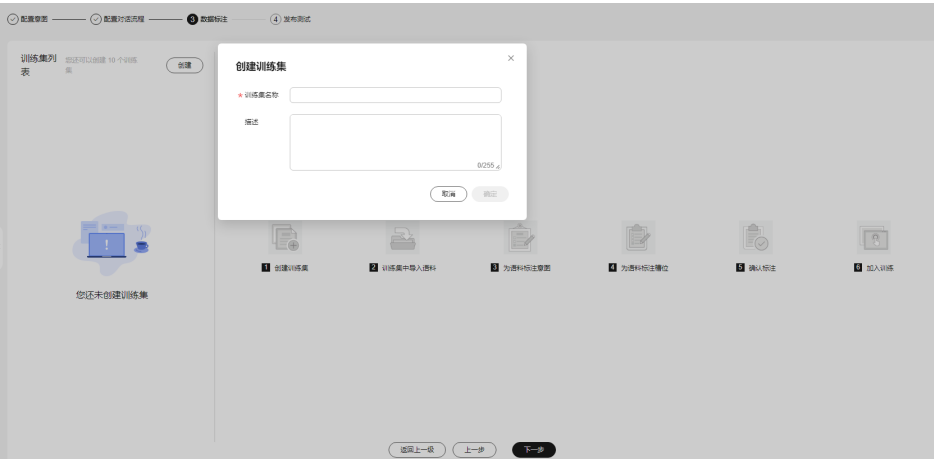 配置意图
配置对话流程
3 数据标注
4 发布测试
训练集列表
您还可以创建 10 个训练集
创建
创建训练集
×
* 训练集名称
描述
0/255
取消
确定
1 创建训练集
2 训练集中导入语料
3 为语料标注意图
4 为语料标注槽位
5 确认标注
6 加入训练
您还未创建训练集
返回上一级
上一步
下一步